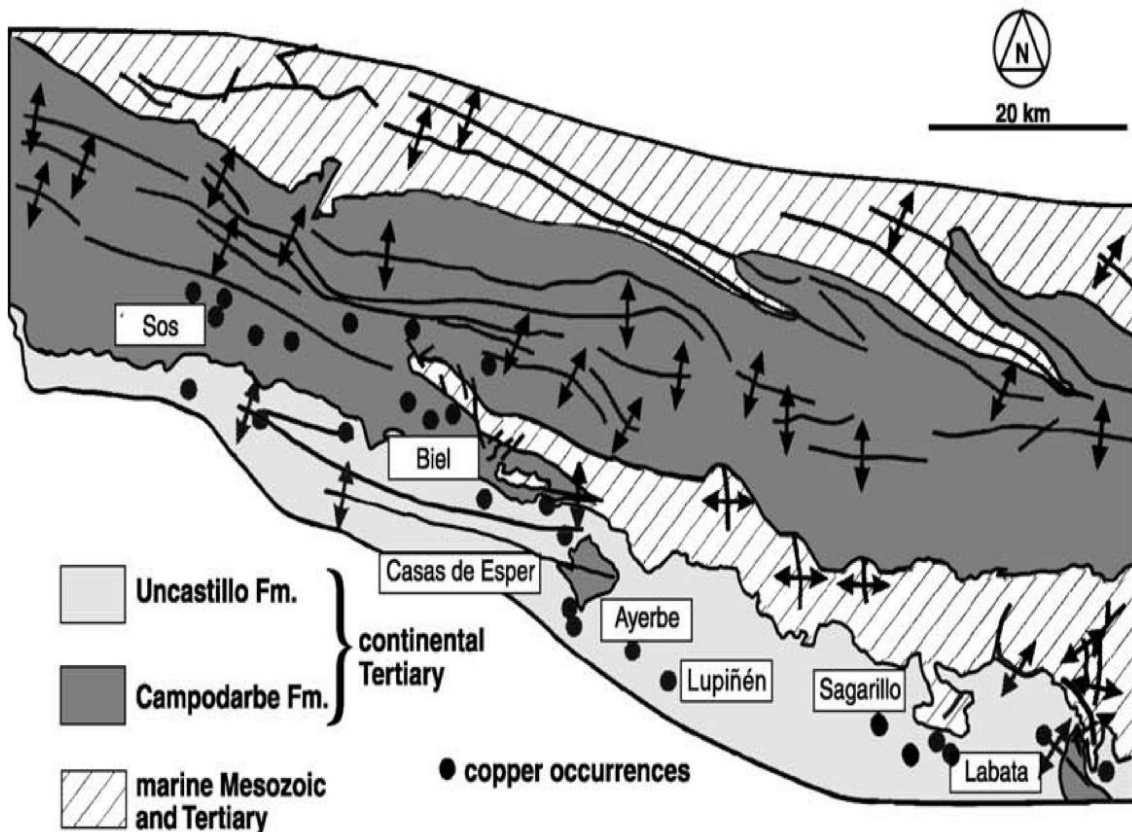 N
20 km
Sos
Biel
Casas de Esper
Ayerbe
Lupiñén
Sagarillo
Labata
Uncastillo Fm.
Campodarbe Fm.
continental
Tertiary
marine Mesozoic
and Tertiary
copper occurrences